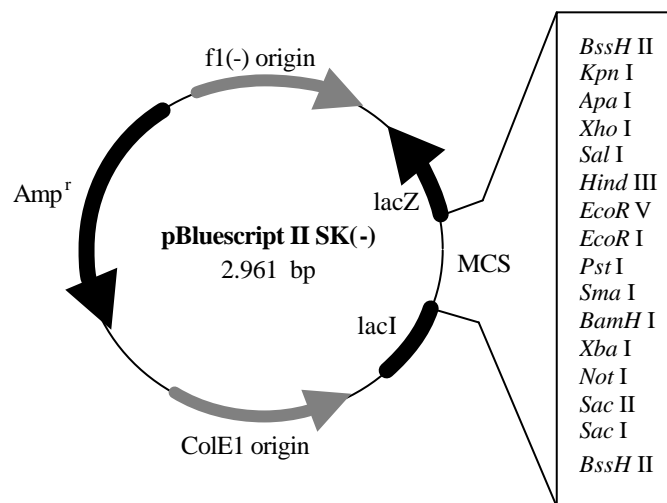 f1(-) origin
Amp r
lacZ
pBluescript II SK(-)
2.961 bp
MCS
lacI
ColE1 origin
BssH II
Kpn I
Apa I
Xho I
Sal I
Hind III
EcoR V
EcoR I
Pst I
Sma I
BamH I
Xba I
Not I
Sac II
Sac I
BssH II